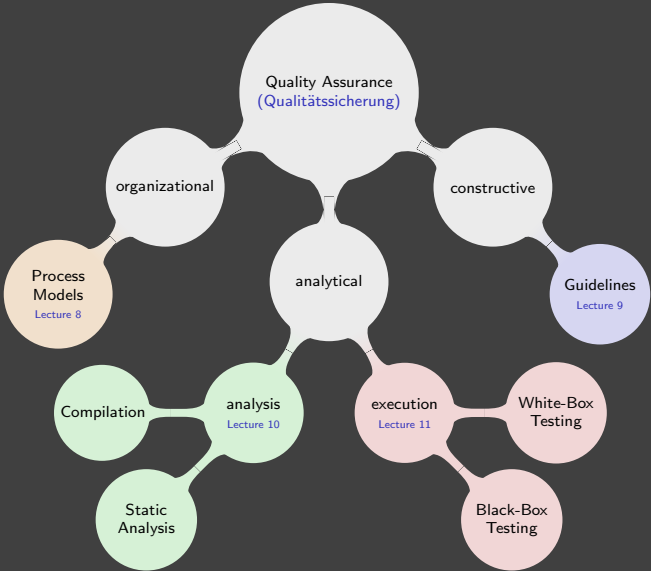 Quality Assurance
(Qualitätssicherung)
organizational
constructive
analytical
Process
Models
Lecture 8
Guidelines
Lecture 9
Compilation
analysis
Lecture 10
execution
Lecture 11
White-Box
Testing
Static
Analysis
Black-Box
Testing